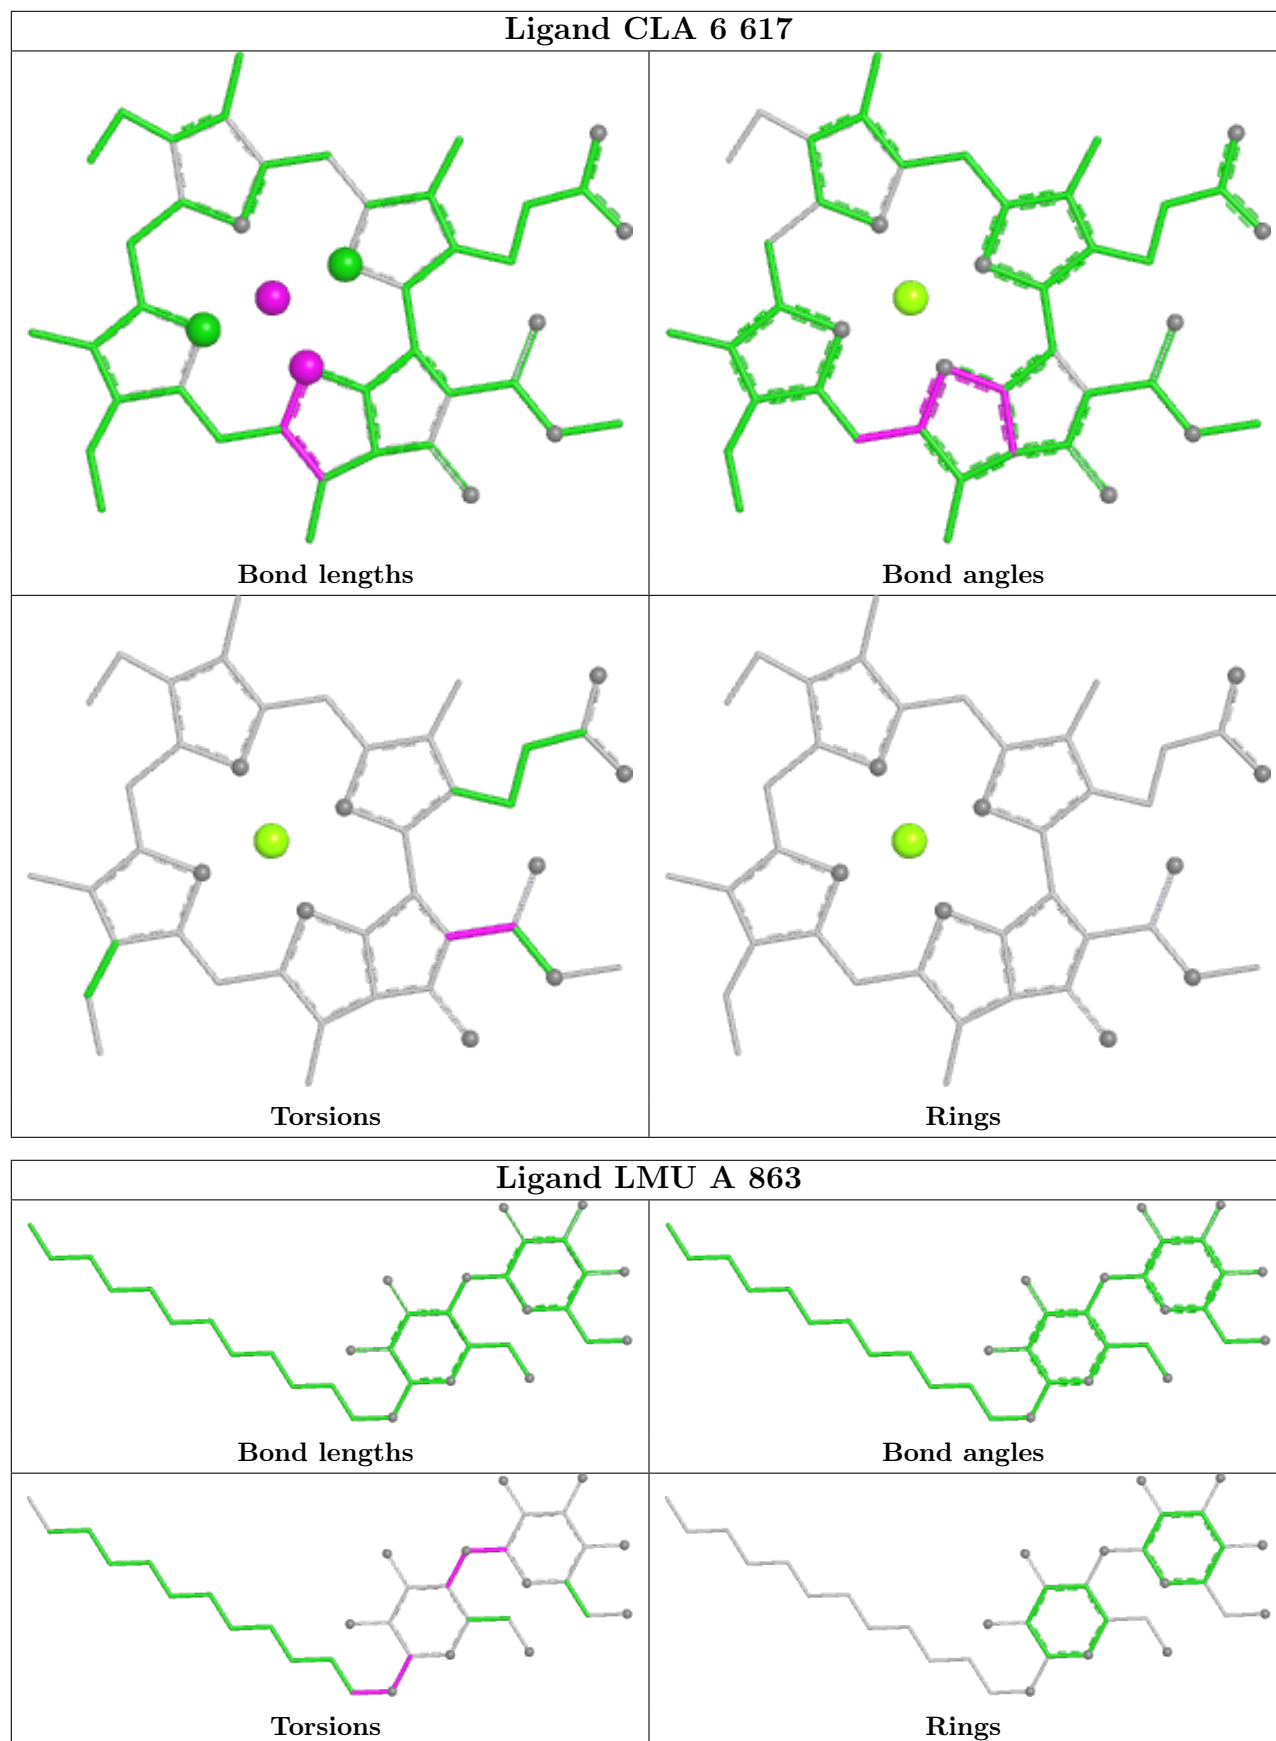 Ligand CLA 6 617
Bond lengths
Bond angles
Torsions
Rings
Ligand LMU A 863
Bond lengths
Bond angles
Torsions
Rings